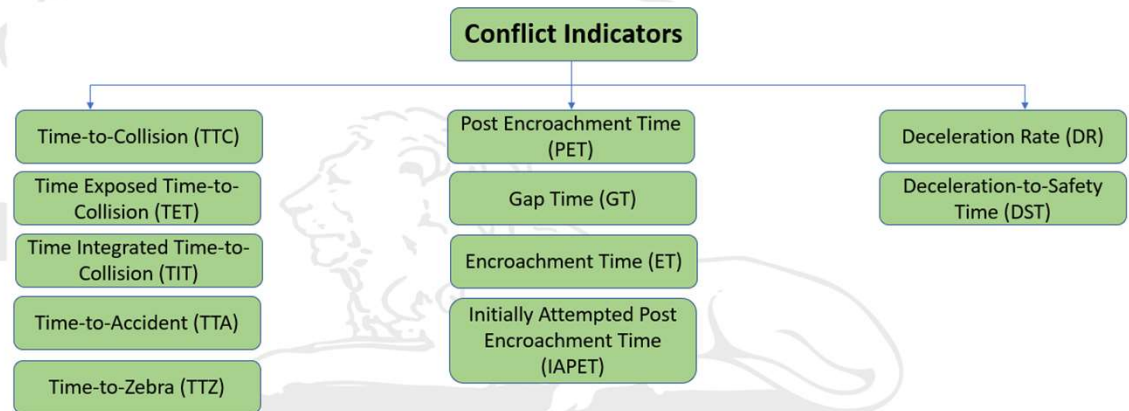 Conflict Indicators
Time-to-Collision (TTC)
Time Exposed Time-to-
Collision (TET)
Time Integrated Time-to-
Collision (TIT)
Time-to-Accident (TTA)
Time-to-Zebra (TTZ)
Post Encroachment Time
(PET)
Gap Time (GT)
Encroachment Time (ET)
Initially Attempted Post
Encroachment Time
(IAPET)
Deceleration Rate (DR)
Deceleration-to-Safety
Time (DST)